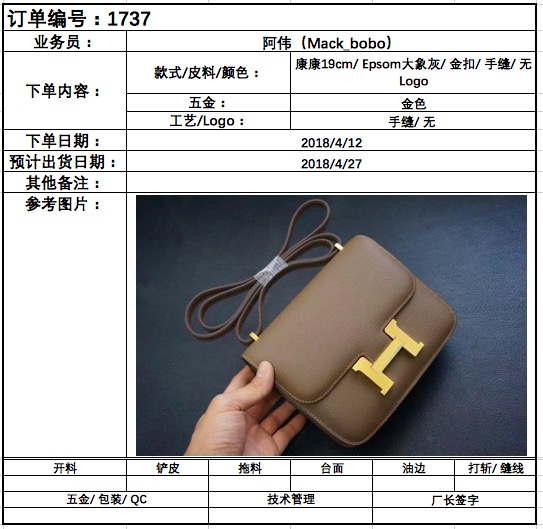 订单编号：1737
业务员： 阿伟（Mack_bobo）
下单内容： 款式/皮料/颜色： 康康19cm/ Epsom大象灰/ 金扣/ 手缝/ 无
Logo
五金： 金色
工艺/Logo： 手缝/ 无
下单日期： 2018/4/12
预计出货日期： 2018/4/27
其他备注：
参考图片：
开料 铲皮 拖料 台面 油边 打斩/ 缝线
五金/ 包装/ QC 技术管理 厂长签字